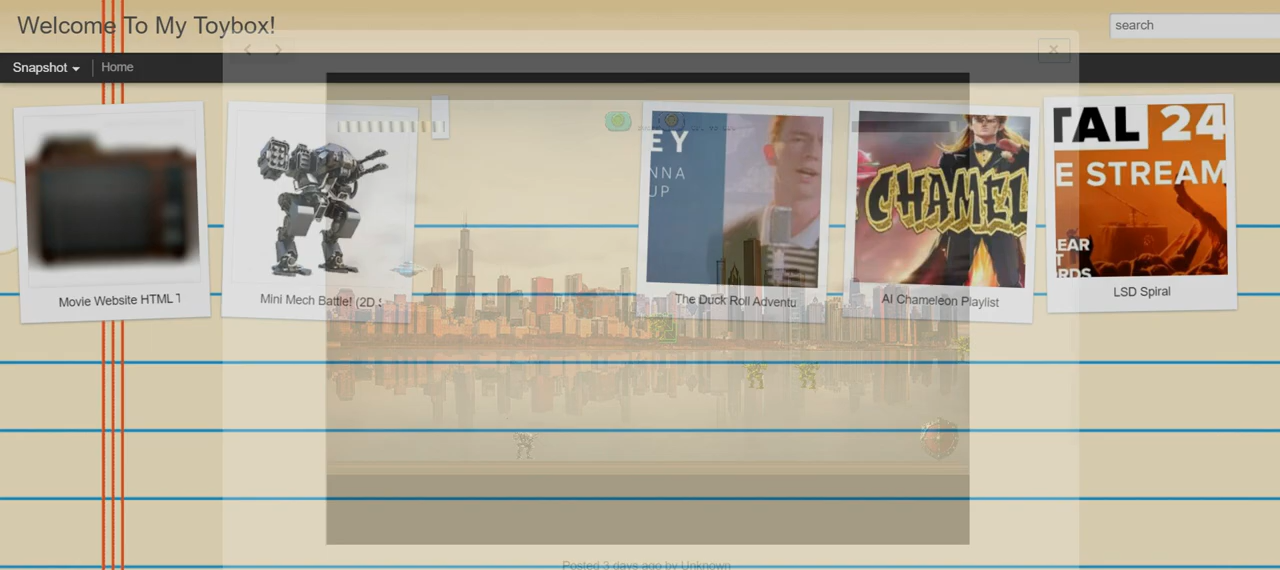 Welcome To My Toybox!
search
Snapshot
Home
EY
NNA
UP
CHAMEL
TAL 24
E STREAM
EAR
T
RDS
Movie Website HTML T
Mini Mech Battle! (2D,
The Duck Roll Adventu
AI Chameleon Playlist
LSD Spiral
Posted 3 days ago by Unknown